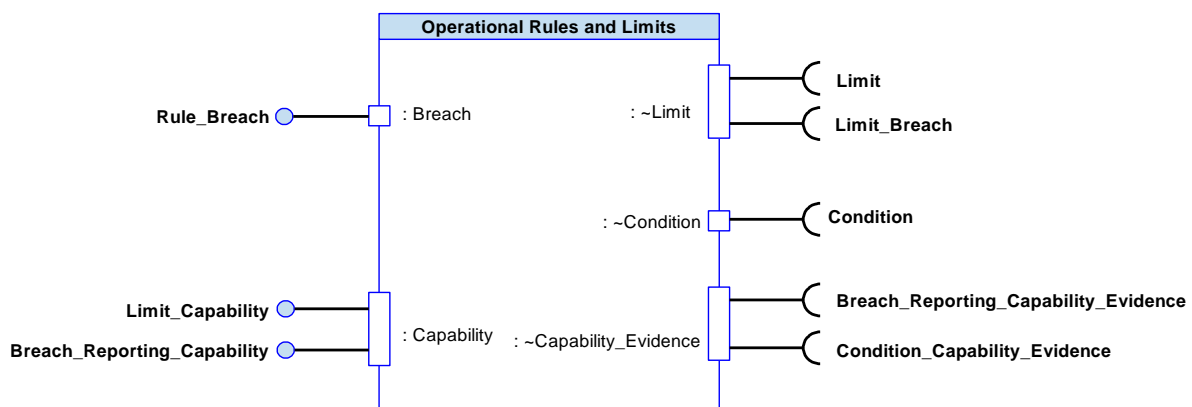 Operational Rules and Limits
Rule_Breach
: Breach
: ~Limit
Limit
Limit_Breach
: ~Condition
Condition
Limit_Capability
Breach_Reporting_Capability
: Capability
: ~Capability_Evidence
Breach_Reporting_Capability_Evidence
Condition_Capability_Evidence